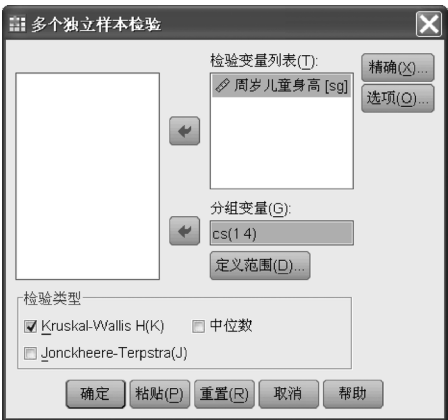 多个独立样本检验
检验变量列表(T):
周岁儿童身高 [sg]
精确(X)...
选项(O)...
分组变量(G):
cs(1 4)
定义范围(D)...
检验类型
Kruskal-Wallis H(K) 中位数
Jonckheere-Terpstra(J)
确定 粘贴(P) 重置(R) 取消 帮助